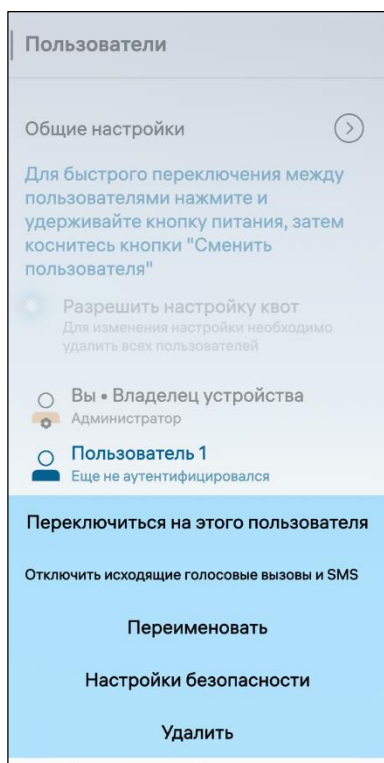 Пользователи
Общие настройки
Для быстрого переключения между
пользователями нажмите и
удерживайте кнопку питания, затем
коснитесь кнопки "Сменить
пользователя"
Разрешить настройку квот
Для изменения настройки необходимо
удалить всех пользователей
Вы • Владелец устройства
Администратор
Пользователь 1
Еще не аутентифицировался
Переключиться на этого пользователя
Отключить исходящие голосовые вызовы и SMS
Переименовать
Настройки безопасности
Удалить